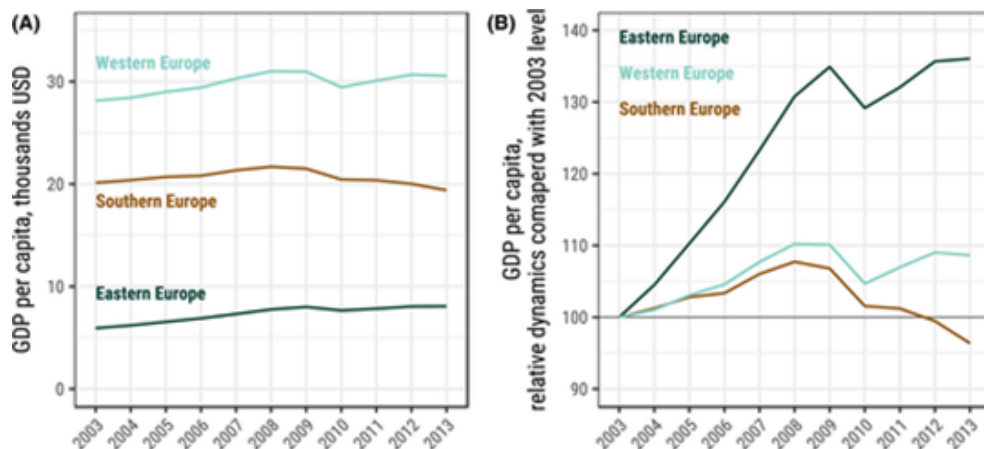 (A)
GDP per capita, thousands USD
30
20
10
0
Western Europe
Southern Europe
Eastern Europe
2003
2004
2005
2006
2007
2008
2009
2010
2011
2012
2013
(B)
GDP per capita,
relative dynamics comaperd with 2003 level
140
130
120
110
100
90
Eastern Europe
Western Europe
Southern Europe
2003
2004
2005
2006
2007
2008
2009
2010
2011
2012
2013